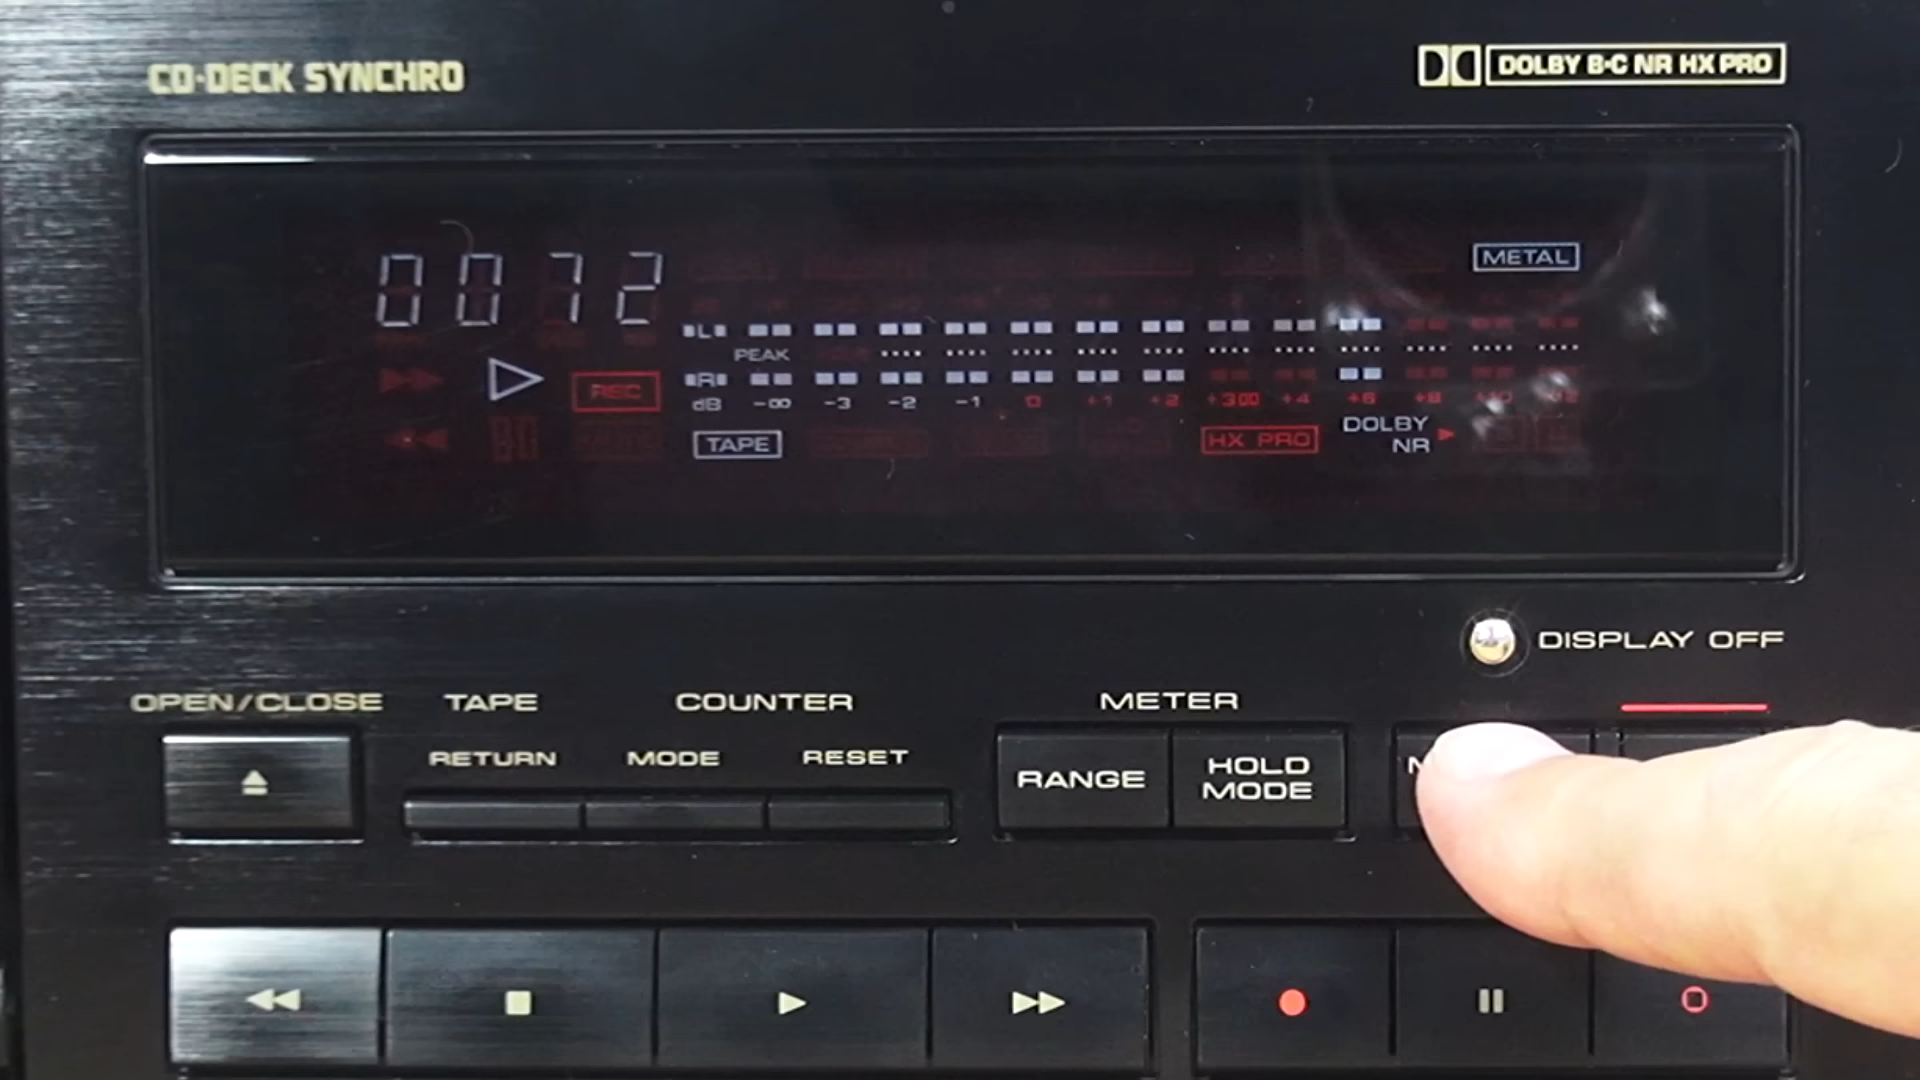 CD·DECK SYNCHRO
DOLBY B·C NR HX PRO
0072
METAL
L
PEAK
REC
R
dB -∞ -3 -2 -1 0 +1 +2 +3 +4 +6 +8 +10
TAPE
HX PRO
DOLBY
NR
DISPLAY OFF
OPEN/CLOSE
TAPE
COUNTER
METER
RETURN
MODE
RESET
RANGE
HOLD
MODE